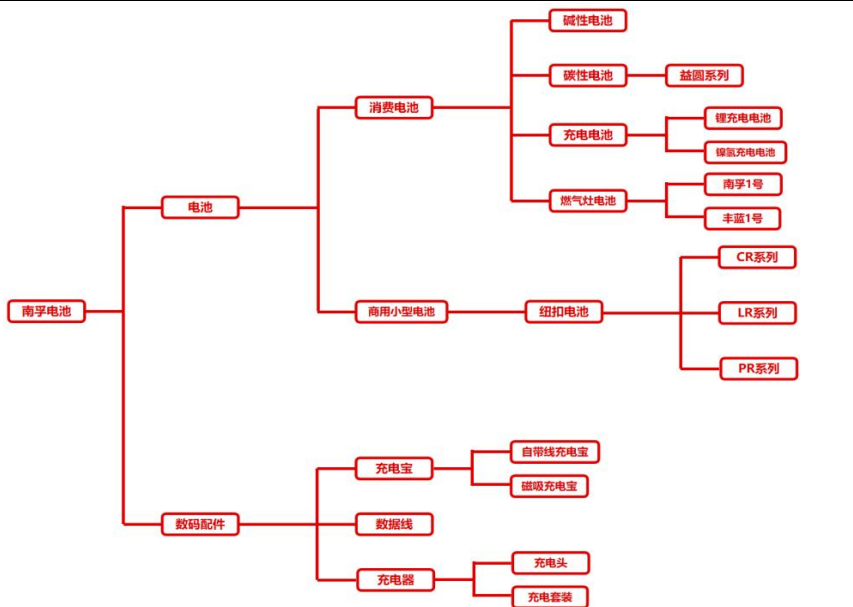 碱性电池
碳性电池
益圆系列
消费电池
锂充电电池
充电电池
镍氢充电电池
南孚1号
燃气灶电池
电池
丰蓝1号
CR系列
南孚电池
商用小型电池
纽扣电池
LR系列
PR系列
自带线充电宝
充电宝
磁吸充电宝
数码配件
数据线
充电头
充电器
充电套装